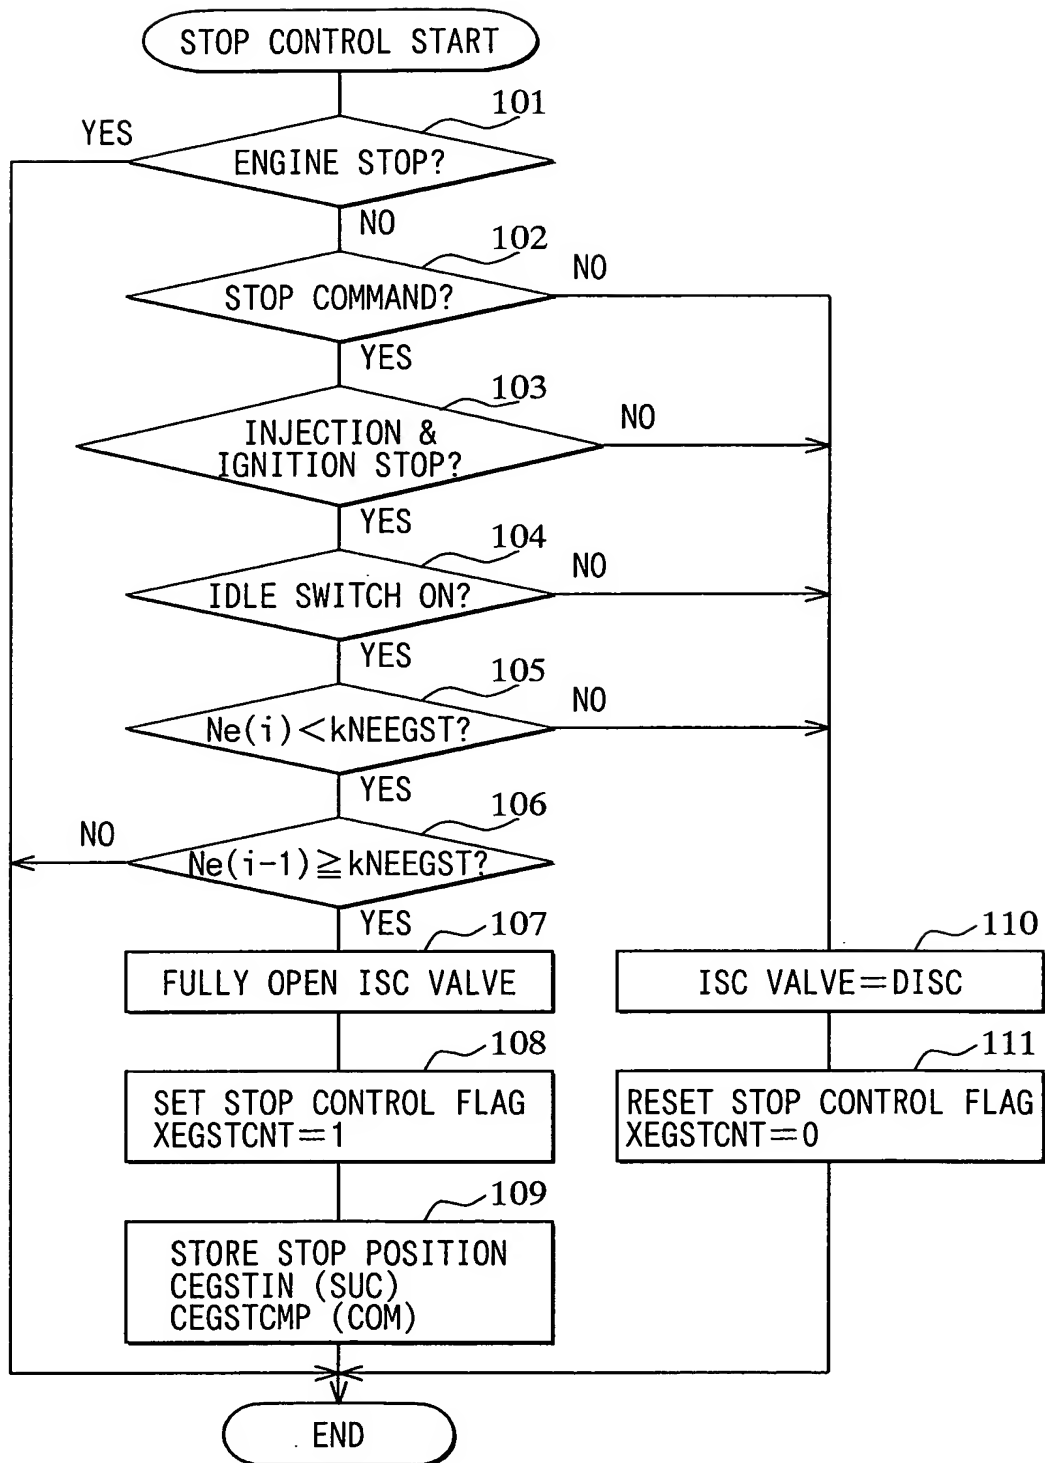 STOP CONTROL START
101
YES
ENGINE STOP?
NO
102
NO
STOP COMMAND?
YES
103
NO
INJECTION &
IGNITION STOP?
YES
104
NO
IDLE SWITCH ON?
YES
105
NO
Ne(i)<kNEEGST?
YES
106
NO
Ne(i-1)≧kNEEGST?
YES
107
110
FULLY OPEN ISC VALVE
ISC VALVE=DISC
108
111
SET STOP CONTROL FLAG
XEGSTCNT=1
RESET STOP CONTROL FLAG
XEGSTCNT=0
109
STORE STOP POSITION
CEGSTIN (SUC)
CEGSTCMP (COM)
END